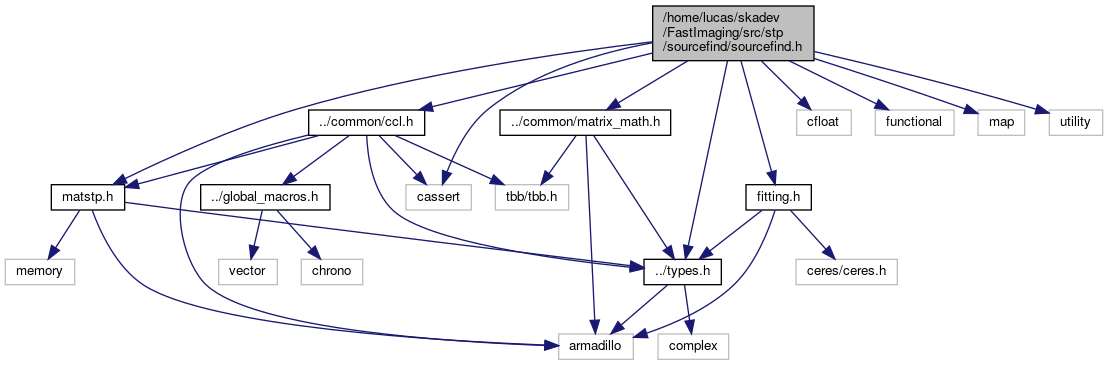 /home/lucas/skadev
/FastImaging/src/stp
/sourcefind/sourcefind.h
../common/ccl.h
../common/matrix_math.h
cfloat
functional
map
utility
matstp.h
../global_macros.h
cassert
tbb/tbb.h
fitting.h
memory
vector
chrono
../types.h
ceres/ceres.h
armadillo
complex